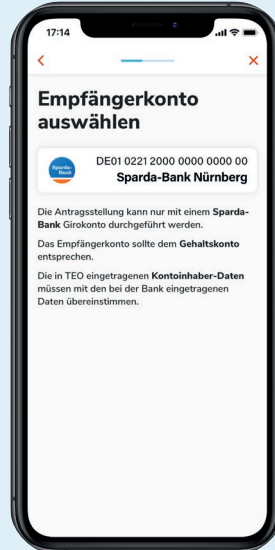 17:14
Empfängerkonto
auswählen
Sparda-
Bank
DE01 0221 2000 0000 0000 00
Sparda-Bank Nürnberg
Die Antragsstellung kann nur mit einem Sparda-
Bank Girokonto durchgeführt werden.
Das Empfängerkonto sollte dem Gehaltskonto
entsprechen.
Die in TEO eingetragenen Kontoinhaber-Daten
müssen mit den bei der Bank eingetragenen
Daten übereinstimmen.